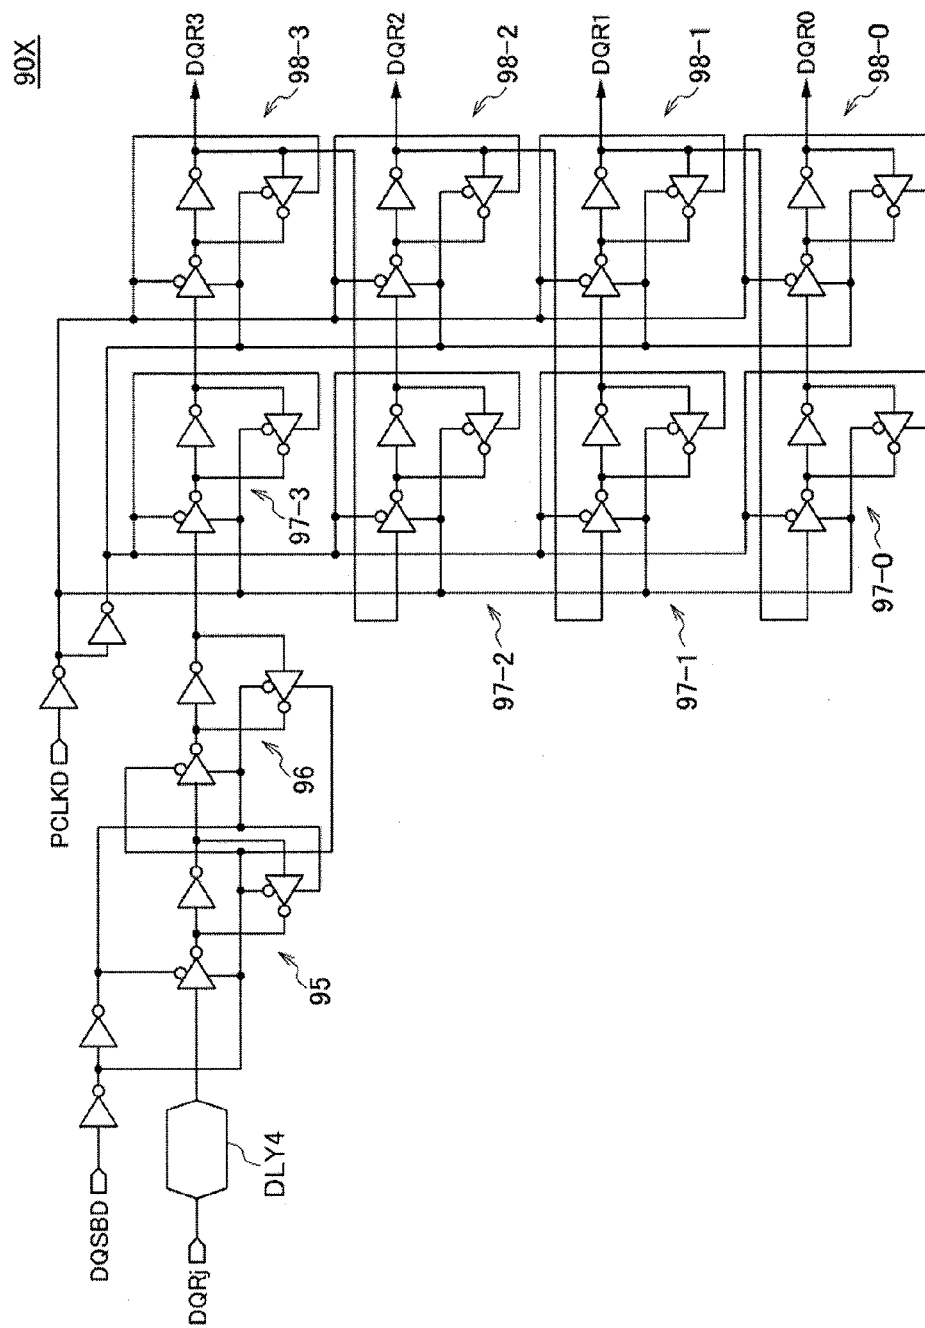 90X
PCLKD
DQSBD
DQRj
DLY4
95
96
97-3
97-2
97-1
97-0
98-3
98-2
98-1
98-0
DQR3
DQR2
DQR1
DQR0